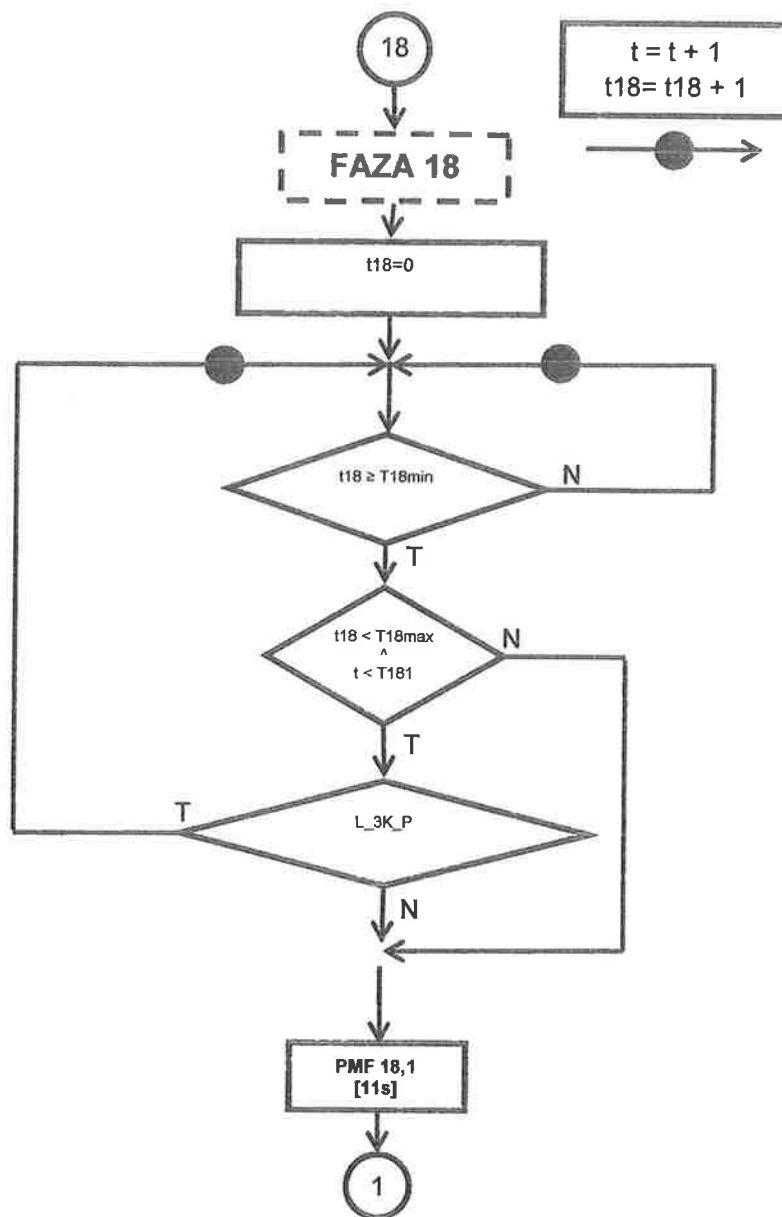 18
t = t + 1
t18= t18 + 1
FAZA 18
t18=0
t18 ≥ T18min
N
T
t18 < T18max
^
t < T181
N
T
T
L_3K_P
N
PMF 18,1
[11s]
1